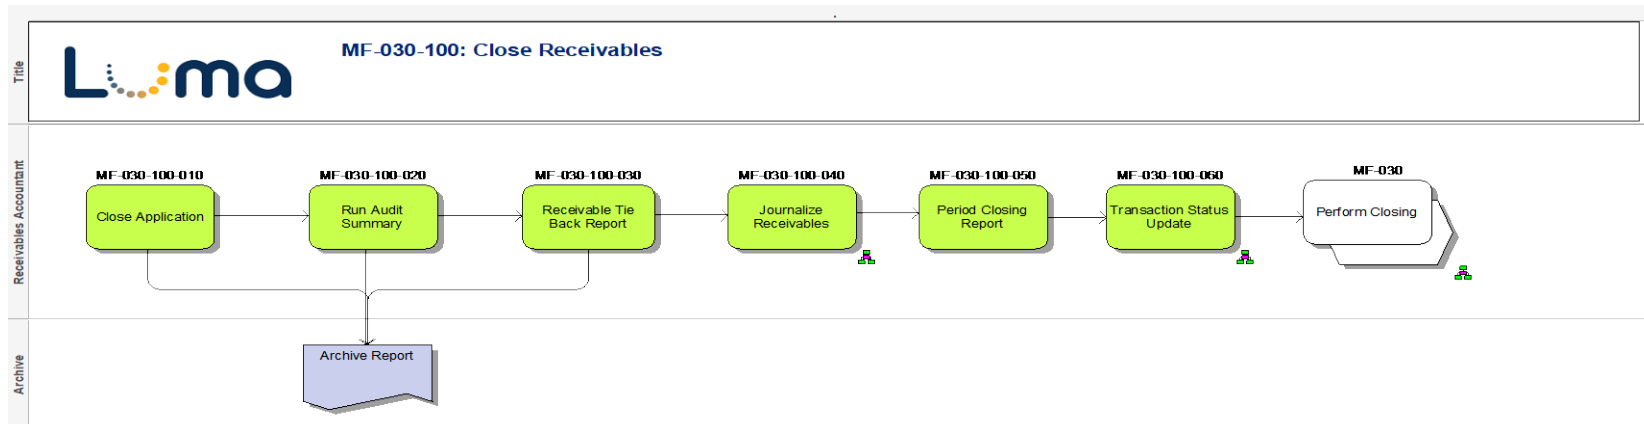 Title
Luma
MF-030-100: Close Receivables
Receivables Accountant
MF-030-100-010
Close Application
MF-030-100-020
Run Audit
Summary
MF-030-100-030
Receivable Tie
Back Report
MF-030-100-040
Journalize
Receivables
MF-030-100-050
Period Closing
Report
MF-030-100-060
Transaction Status
Update
MF-030
Perform Closing
Archive
Archive Report